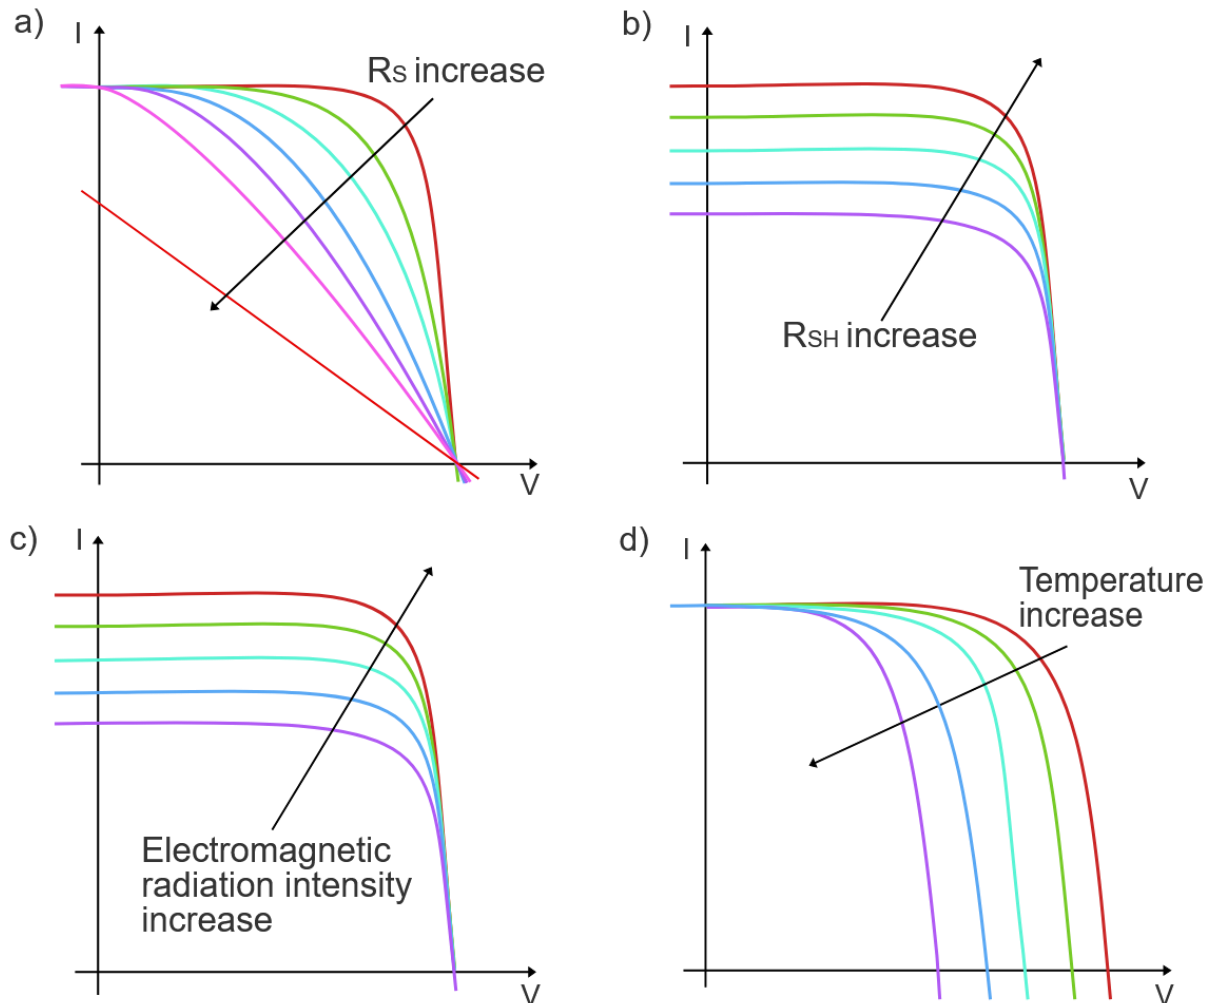 a)
I
RS increase
V
b)
I
RSH increase
V
c)
I
Electromagnetic
radiation intensity
increase
V
d)
I
Temperature
increase
V